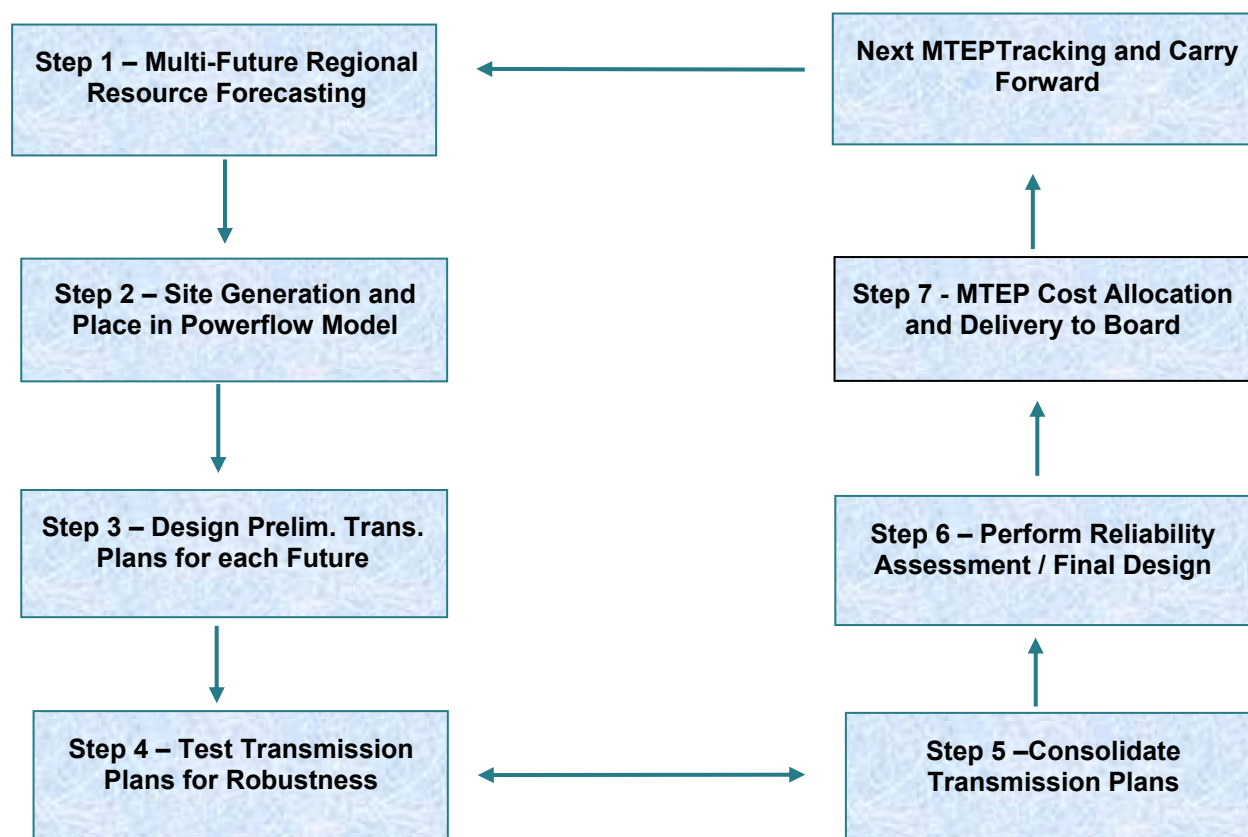 Step 1 – Multi-Future Regional
Resource Forecasting
Step 2 – Site Generation and
Place in Powerflow Model
Step 3 – Design Prelim. Trans.
Plans for each Future
Step 4 – Test Transmission
Plans for Robustness
Step 5 –Consolidate
Transmission Plans
Step 6 – Perform Reliability
Assessment / Final Design
Step 7 - MTEP Cost Allocation
and Delivery to Board
Next MTEPTracking and Carry
Forward